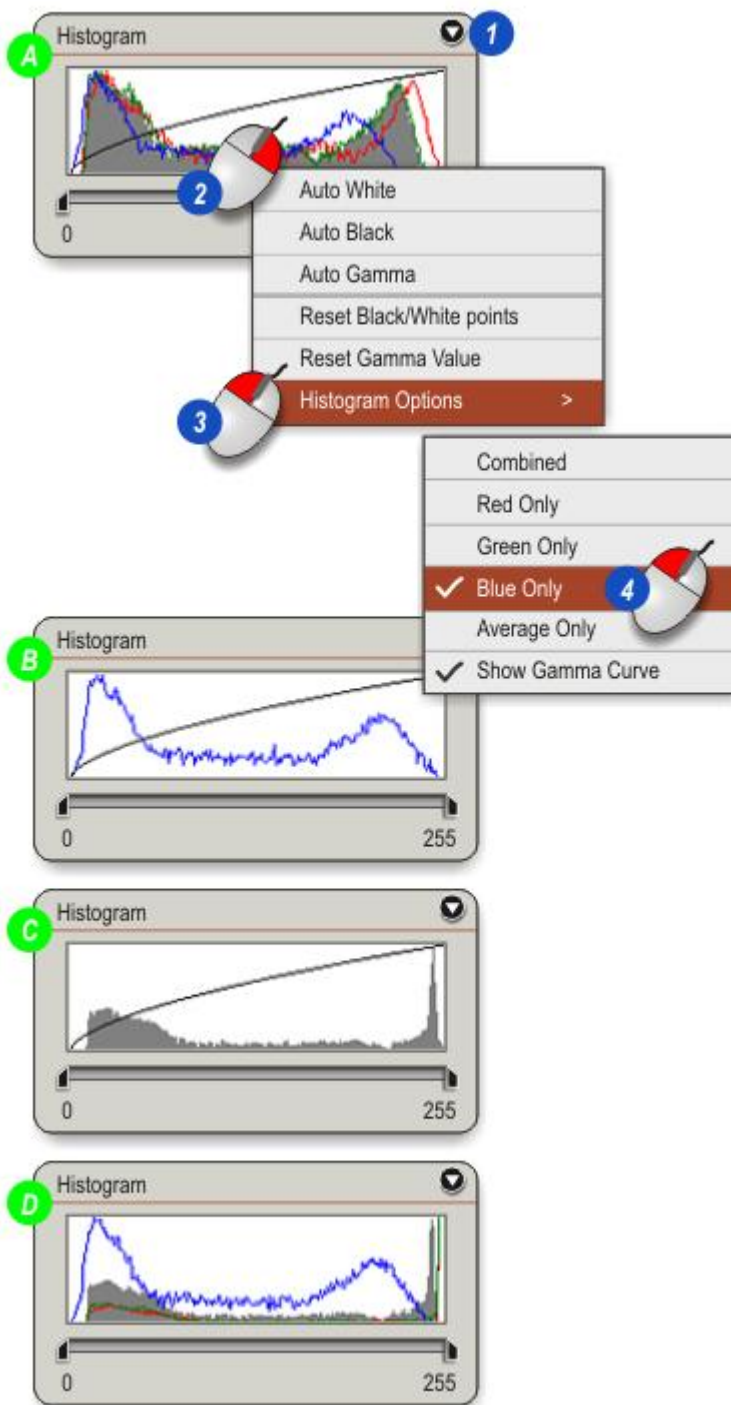 Histogram
1
A
2
0
Auto White
Auto Black
Auto Gamma
Reset Black/White points
Reset Gamma Value
3
Histogram Options >
Combined
Red Only
Green Only
Blue Only
4
Average Only
Show Gamma Curve
B
Histogram
0 255
C
Histogram
0 255
D
Histogram
0 255